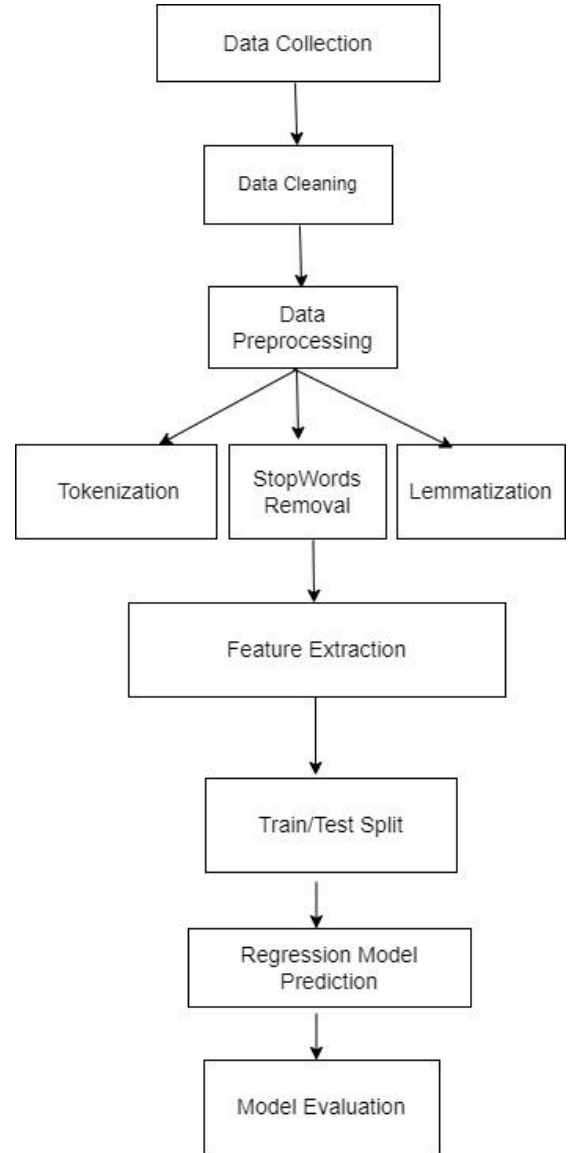 Data Collection
Data Cleaning
Data
Preprocessing
Tokenization
StopWords
Removal
Lemmatization
Feature Extraction
Train/Test Split
Regression Model
Prediction
Model Evaluation